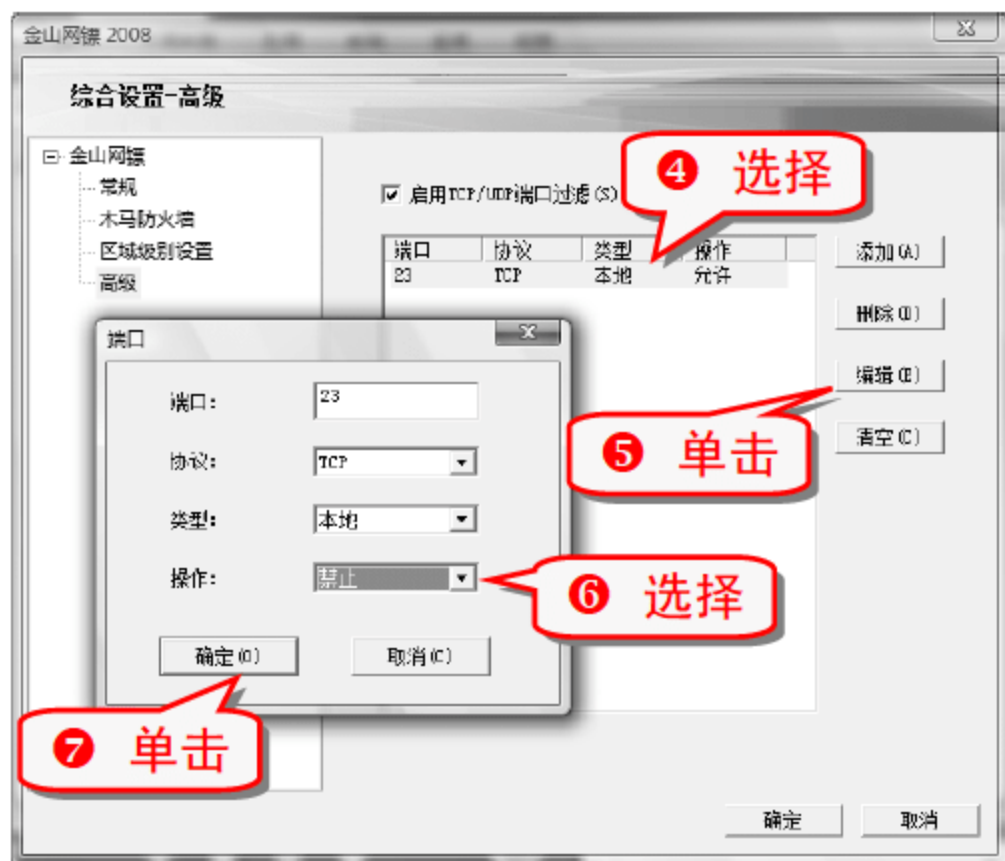 金山网镖 2008
综合设置-高级
金山网镖
常规
木马防火墙
区域级别设置
高级
启用TCP/UDP端口过滤(S)
❹ 选择
端口 协议 类型 操作
23 TCP 本地 允许
添加(A)
删除(D)
编辑(E)
清空(C)
❺ 单击
端口
端口: 23
协议: TCP
类型: 本地
操作: 禁止
❻ 选择
确定(O) 取消(C)
❼ 单击
确定 取消